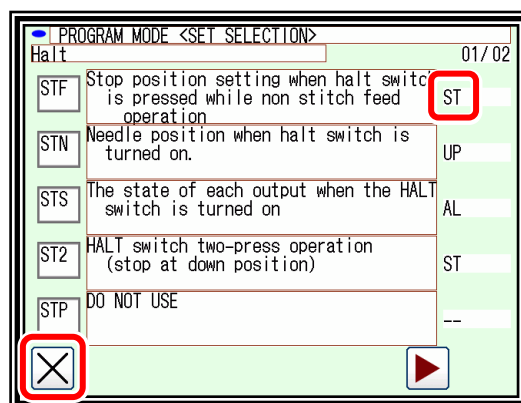 PROGRAM MODE <SET SELECTION>
Halt 01/02
STF Stop position setting when halt switch
is pressed while non stitch feed ST
operation
STN Needle position when halt switch is
turned on. UP
STS The state of each output when the HALT
switch is turned on AL
ST2 HALT switch two-press operation
(stop at down position) ST
STP DO NOT USE --